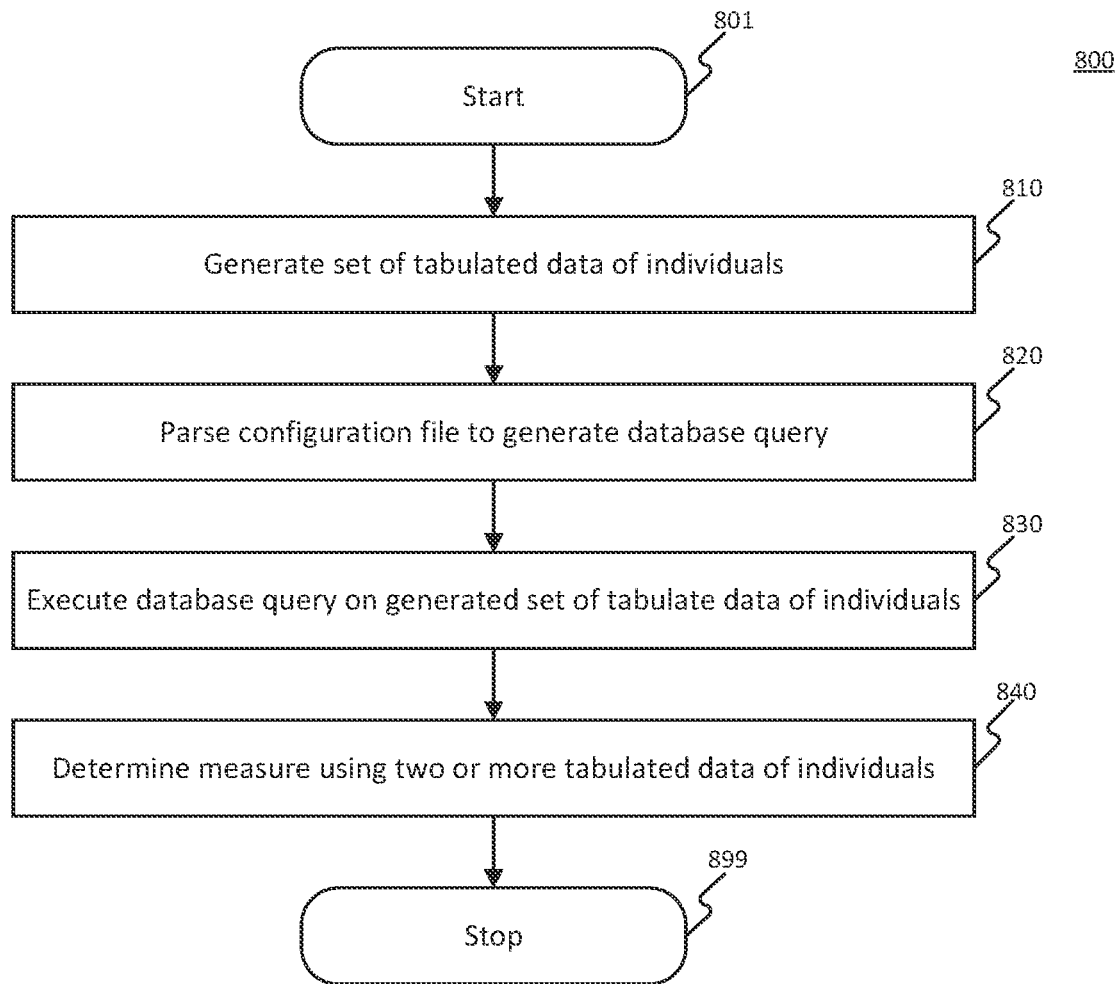 801
800
Start
810
Generate set of tabulated data of individuals
820
Parse configuration file to generate database query
830
Execute database query on generated set of tabulate data of individuals
840
Determine measure using two or more tabulated data of individuals
899
Stop